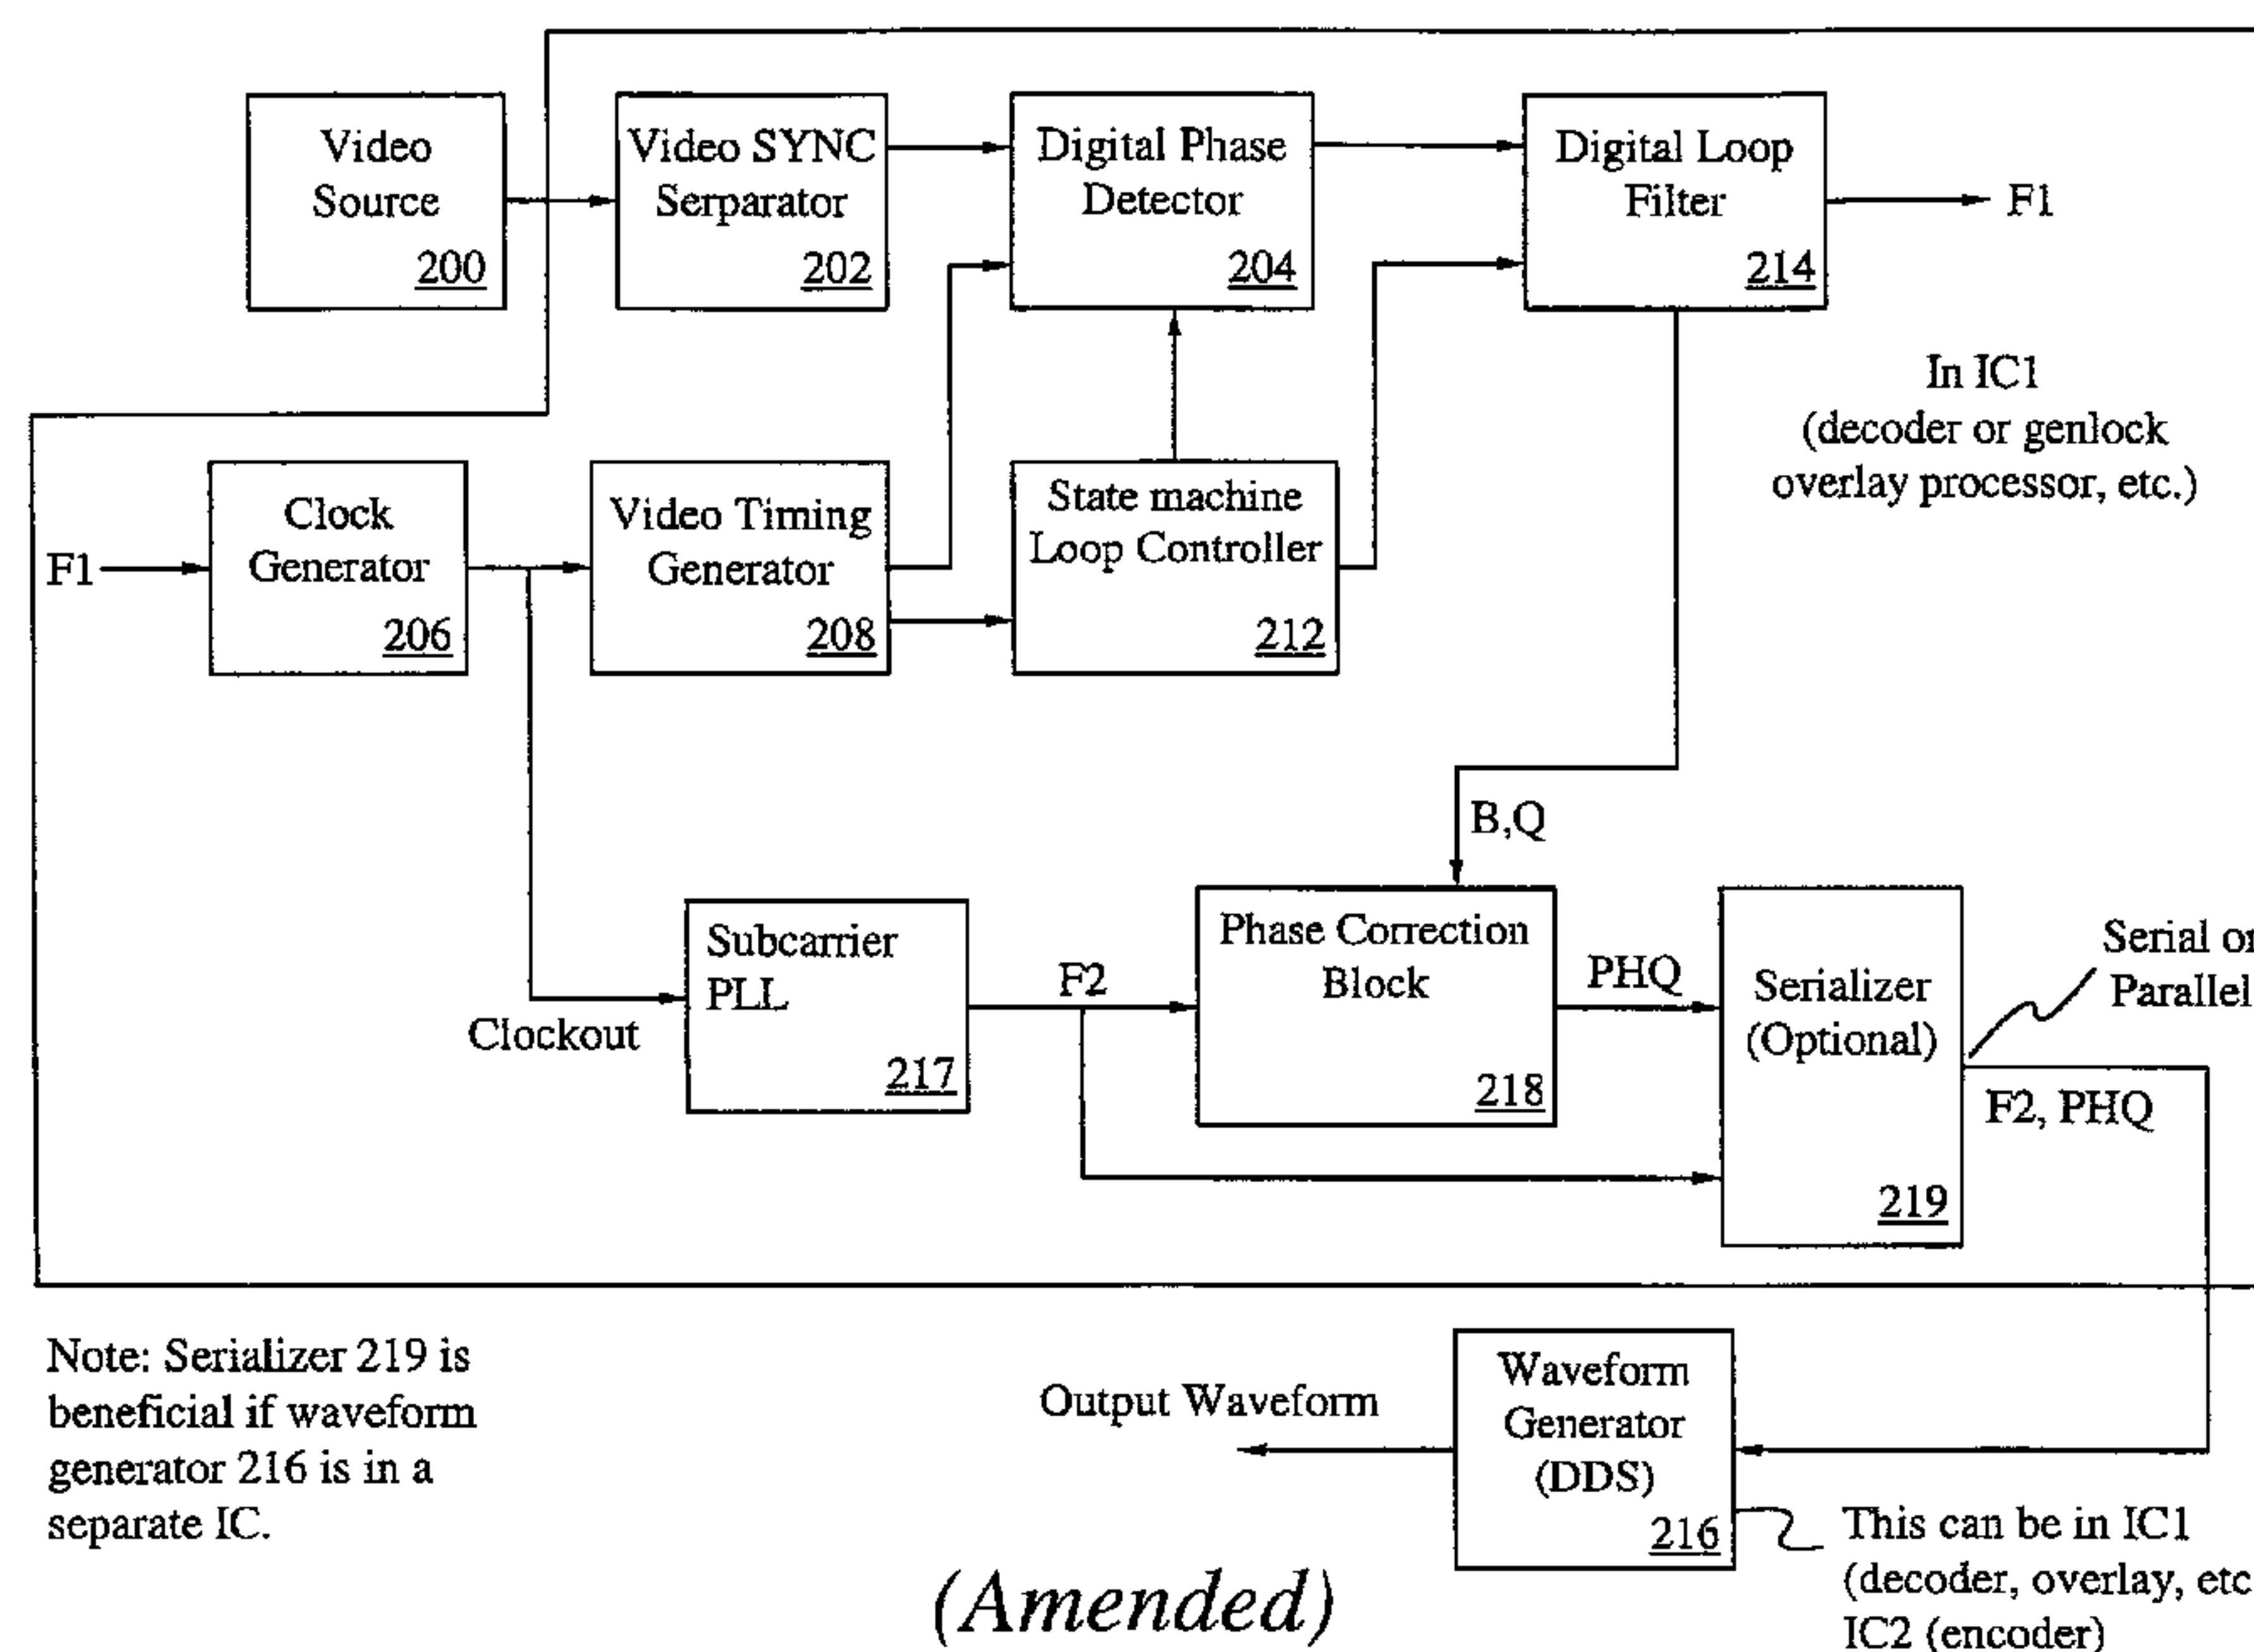 Video
Source
200
Video SYNC
Serparator
202
Digital Phase
Detector
204
Digital Loop
Filter
214
F1
In IC1
(decoder or genlock
overlay processor, etc.)
F1
Clock
Generator
206
Video Timing
Generator
208
State machine
Loop Controller
212
B,Q
Clockout
Subcarrier
PLL
217
F2
Phase Correction
Block
218
PHQ
Serializer
(Optional)
219
Serial or
Parallel
F2, PHQ
Note: Serializer 219 is
beneficial if waveform
generator 216 is in a
separate IC.
Output Waveform
Waveform
Generator
(DDS)
216
This can be in IC1
(decoder, overlay, etc
IC2 (encoder)
(Amended)